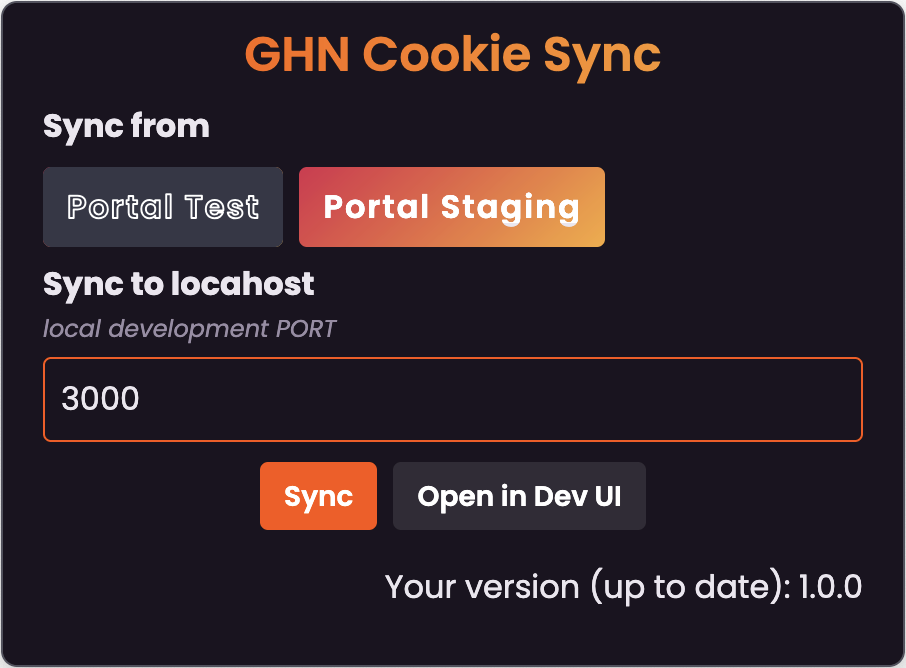 GHN Cookie Sync
Sync from
Portal Test
Portal Staging
Sync to locahost
local development PORT
3000
Sync
Open in Dev UI
Your version (up to date): 1.0.0